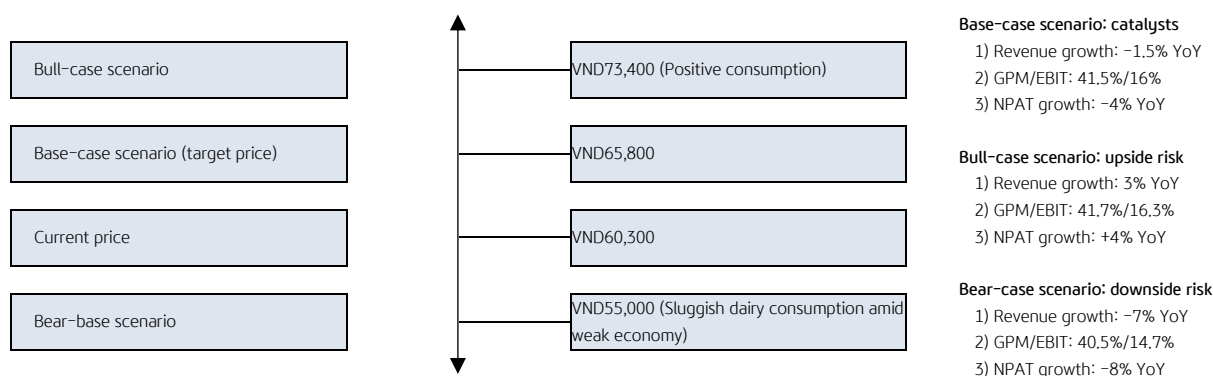 Bull-case scenario
VND73,400 (Positive consumption)
Base-case scenario (target price)
VND65,800
Current price
VND60,300
Bear-base scenario
VND55,000 (Sluggish dairy consumption amid
weak economy)
Base-case scenario: catalysts
1) Revenue growth: -1.5% YoY
2) GPM/EBIT: 41.5%/16%
3) NPAT growth: -4% YoY
Bull-case scenario: upside risk
1) Revenue growth: 3% YoY
2) GPM/EBIT: 41.7%/16.3%
3) NPAT growth: +4% YoY
Bear-case scenario: downside risk
1) Revenue growth: -7% YoY
2) GPM/EBIT: 40.5%/14.7%
3) NPAT growth: -8% YoY